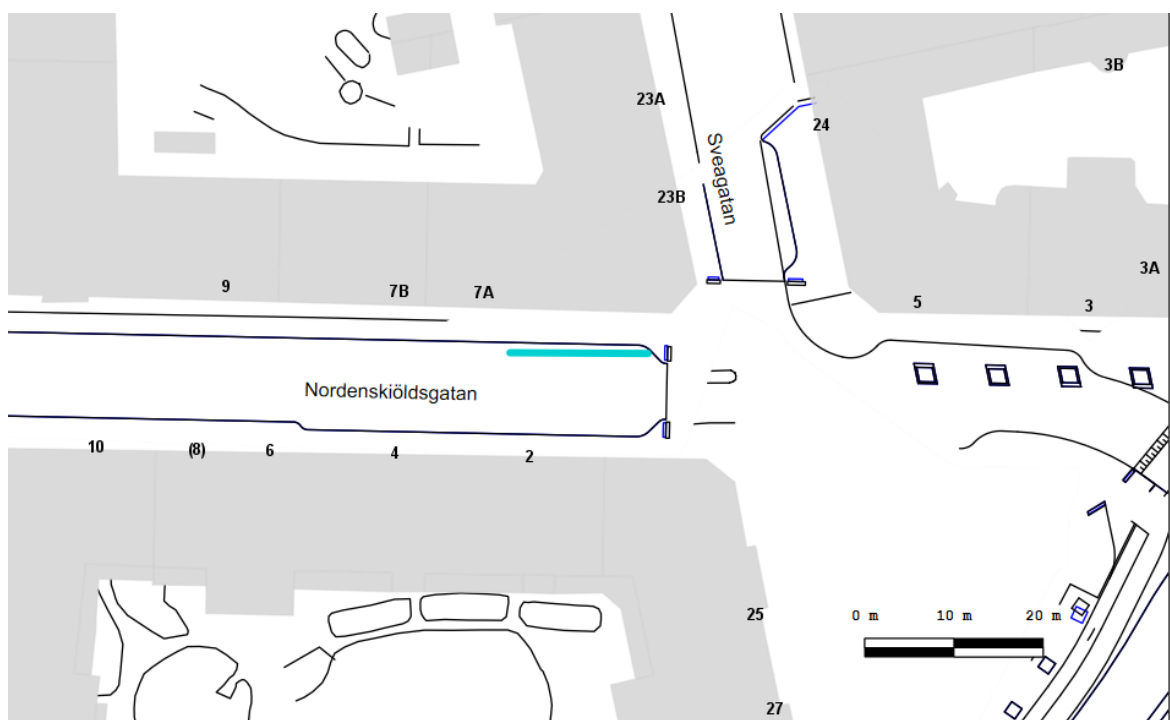 3B
23A
24
Sveagatan
23B
3A
9
7B
7A
5
3
Nordenskiöldsgatan
10
(8)
6
4
2
25
0 m 10 m 20 m
27